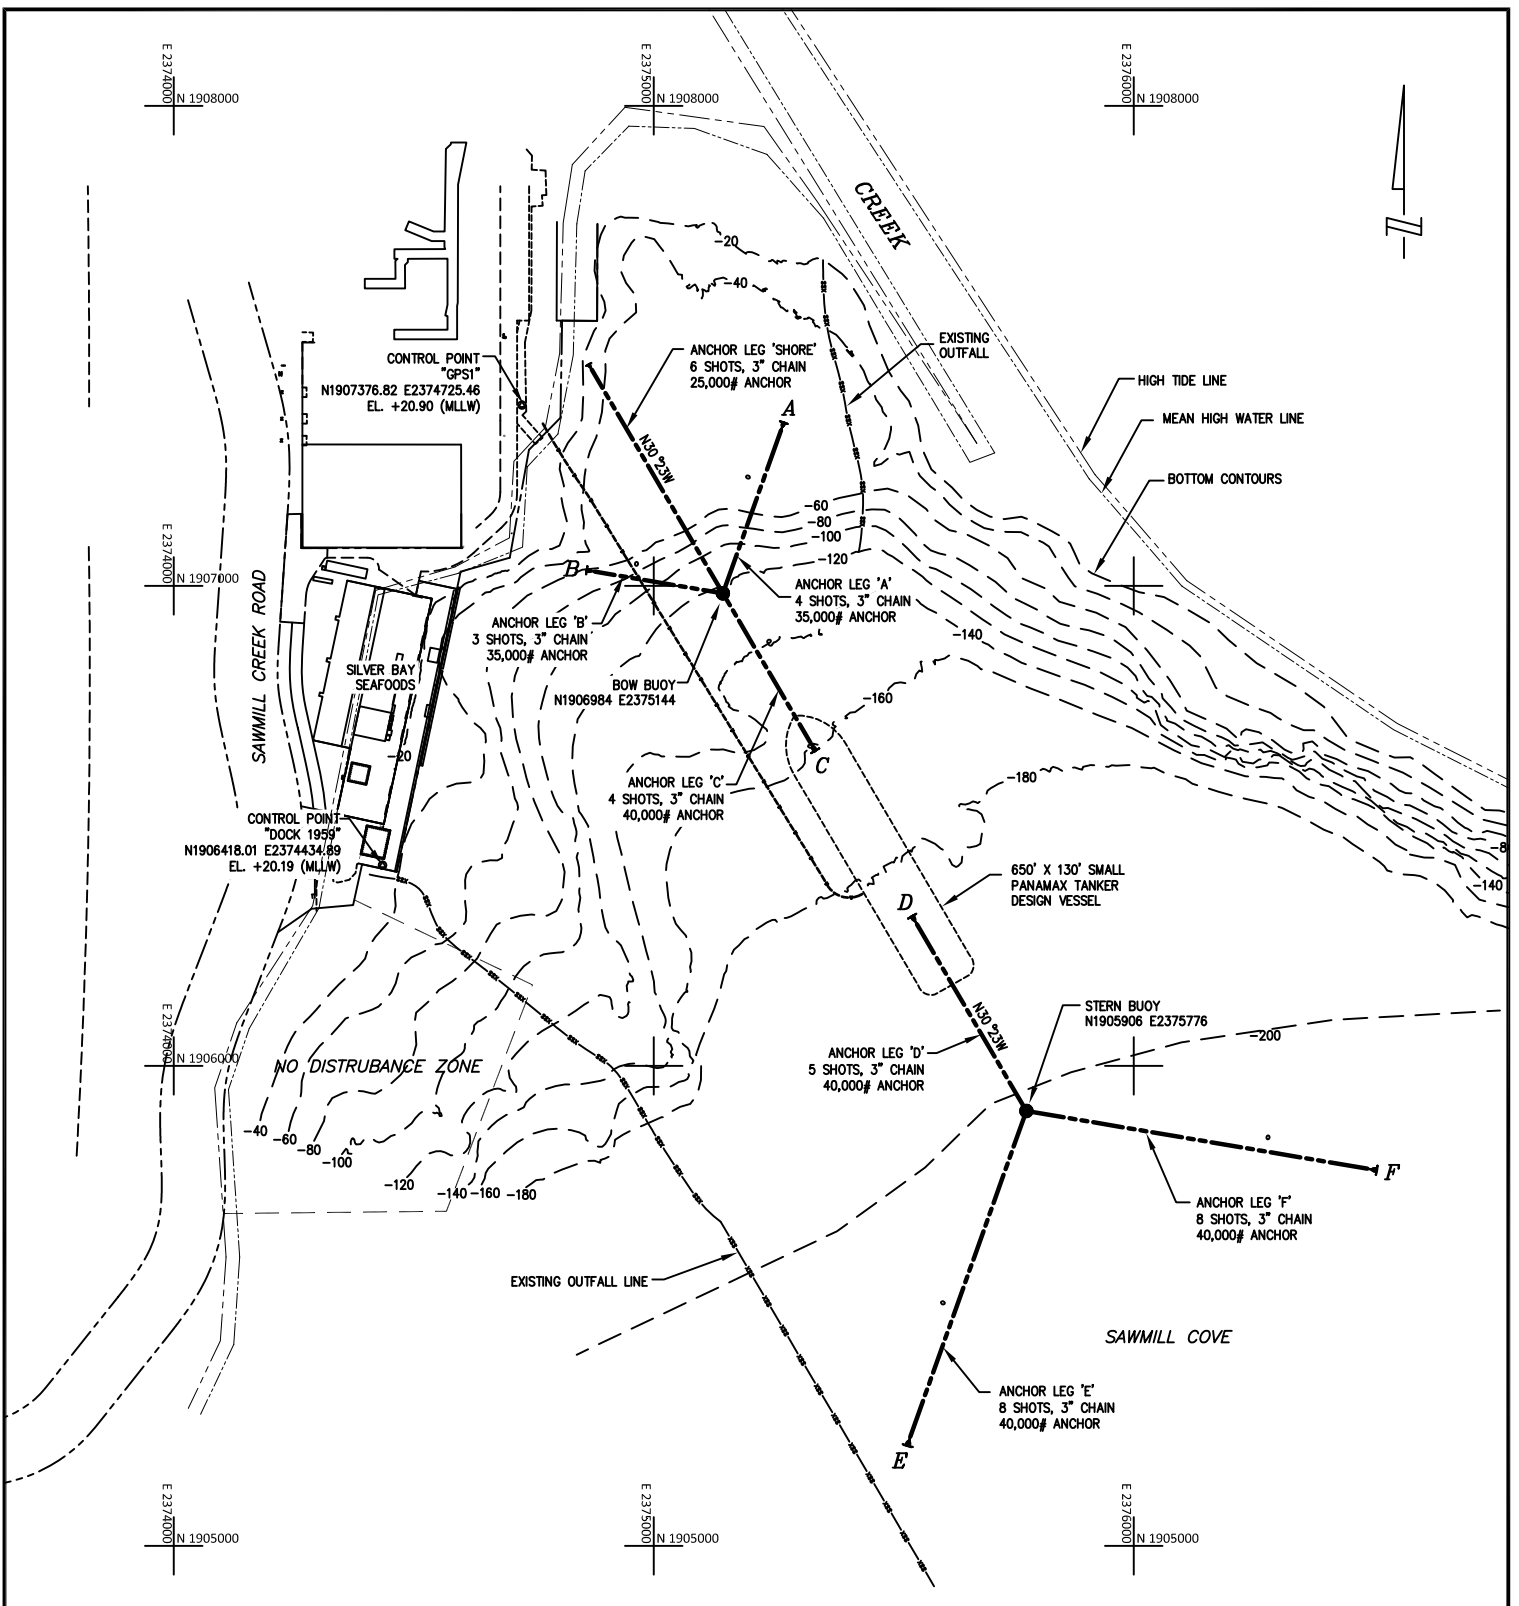 E 2374000
N 1908000
E 2375000
N 1908000
E 2376000
N 1908000
CREEK
-20
-40
EXISTING
OUTFALL
ANCHOR LEG 'SHORE'
6 SHOTS, 3" CHAIN
25,000# ANCHOR
CONTROL POINT
"GPS1"
N1907376.82 E2374725.46
EL. +20.90 (MLLW)
HIGH TIDE LINE
A
MEAN HIGH WATER LINE
N30°23W
BOTTOM CONTOURS
-60
-80
-100
-120
E 2374000
N 1907000
B
ANCHOR LEG 'A'
4 SHOTS, 3" CHAIN
35,000# ANCHOR
SAWMILL CREEK ROAD
ANCHOR LEG 'B'
3 SHOTS, 3" CHAIN
35,000# ANCHOR
-140
SILVER BAY
SEAFOODS
BOW BUOY
N1906984 E2375144
-160
-20
C
-180
ANCHOR LEG 'C'
4 SHOTS, 3" CHAIN
40,000# ANCHOR
CONTROL POINT
"DOCK 1959"
N1906418.01 E2374434.89
EL. +20.19 (MLLW)
-8
650' X 130' SMALL
PANAMAX TANKER
DESIGN VESSEL
-140
D
STERN BUOY
N1905906 E2375776
N30°23W
E 2374000
N 1906000
-200
NO DISTRUBANCE ZONE
ANCHOR LEG 'D'
5 SHOTS, 3" CHAIN
40,000# ANCHOR
-40
-60
-80
-100
-120
-140
-160
-180
F
ANCHOR LEG 'F'
8 SHOTS, 3" CHAIN
40,000# ANCHOR
EXISTING OUTFALL LINE
SAWMILL COVE
ANCHOR LEG 'E'
8 SHOTS, 3" CHAIN
40,000# ANCHOR
E
E 2374000
N 1905000
E 2375000
N 1905000
E 2376000
N 1905000